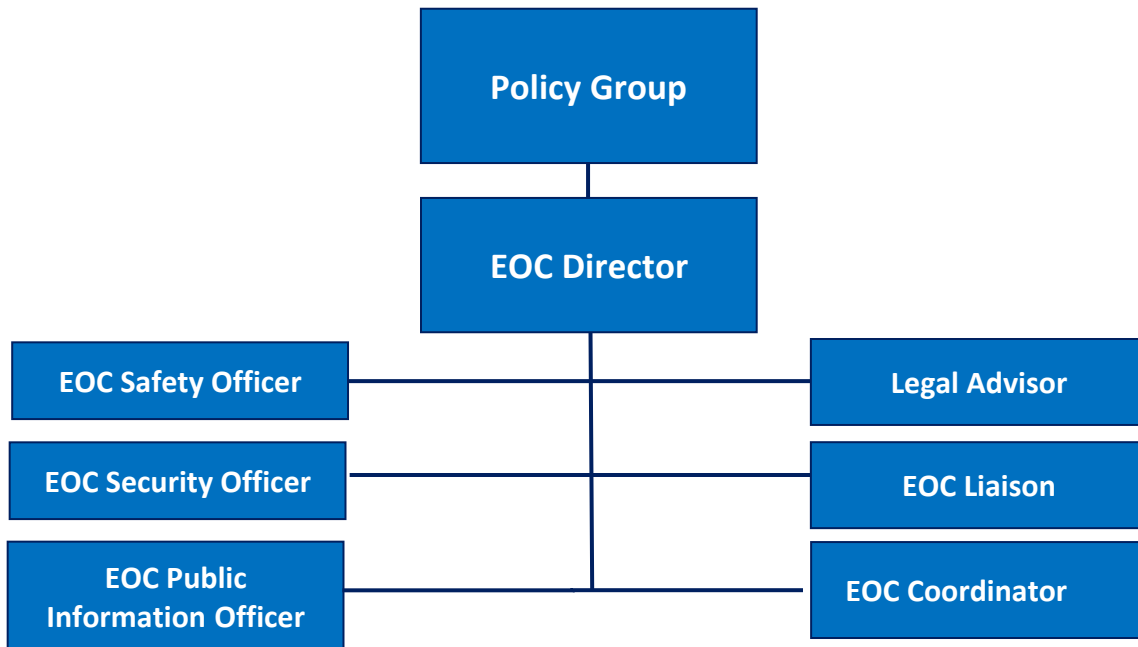 Policy Group
EOC Director
EOC Safety Officer
Legal Advisor
EOC Security Officer
EOC Liaison
EOC Public
Information Officer
EOC Coordinator